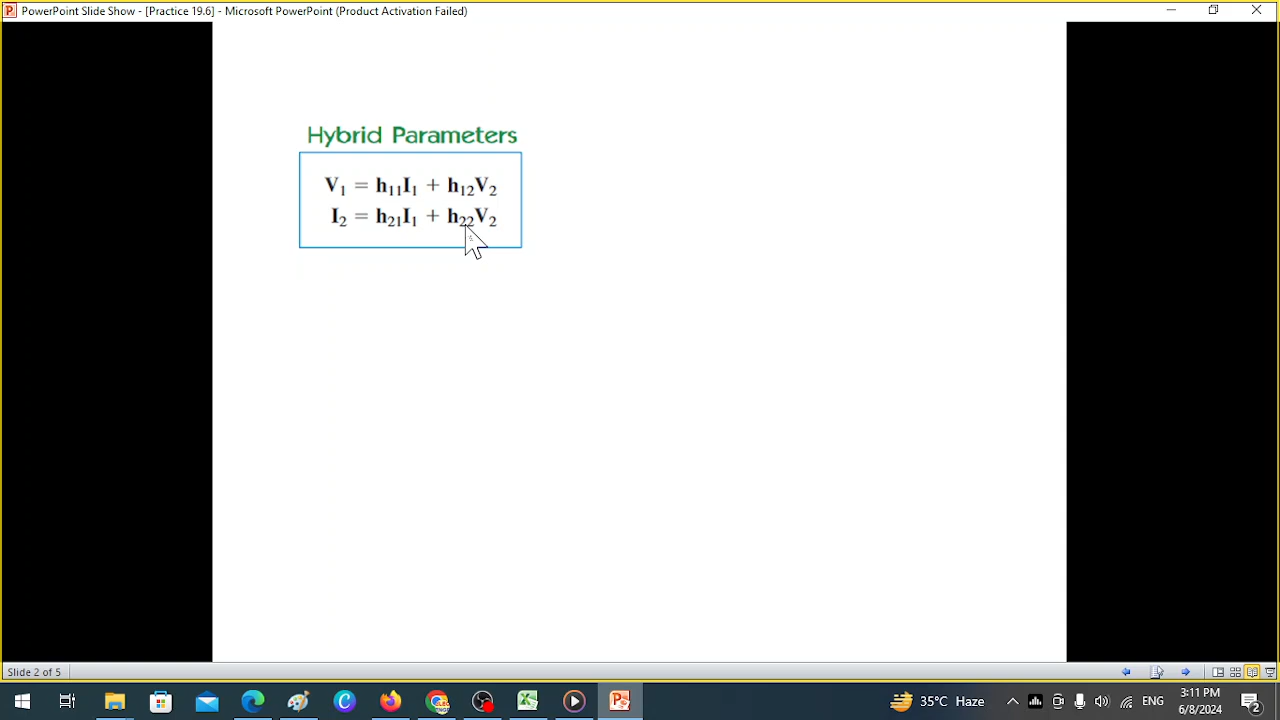 PowerPoint Slide Show - [Practice 19.6] - Microsoft PowerPoint (Product Activation Failed)
Hybrid Parameters
V₁ = h₁₁I₁ + h₁₂V₂
I₂ = h₂₁I₁ + h₂₂V₂
Slide 2 of 5
35°C Haze
ENG
3:11 PM
6/8/2024
2